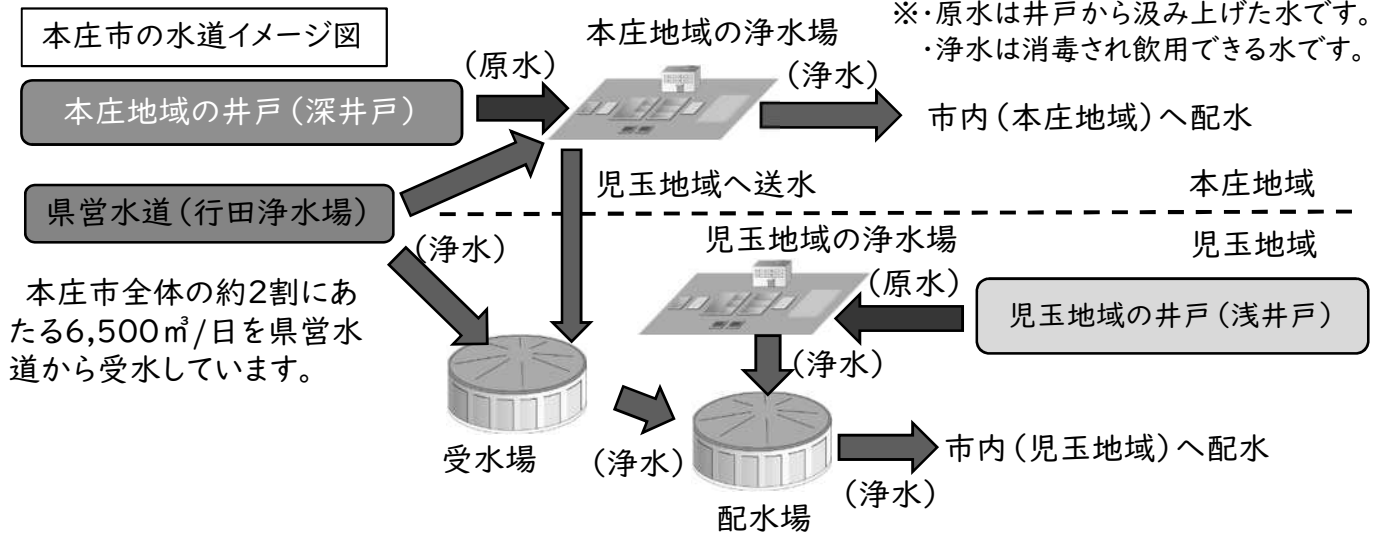 本庄市の水道イメージ図
※・原水は井戸から汲み上げた水です。
・浄水は消毒され飲用できる水です。
本庄地域の浄水場
(原水)
(浄水)
本庄地域の井戸(深井戸)
市内(本庄地域)へ配水
県営水道(行田浄水場)
児玉地域へ送水
本庄地域
児玉地域
(浄水)
児玉地域の浄水場
(原水)
本庄市全体の約2割にあ
たる6,500㎥/日を県営水
道から受水しています。
児玉地域の井戸(浅井戸)
(浄水)
受水場
(浄水)
市内(児玉地域)へ配水
(浄水)
配水場